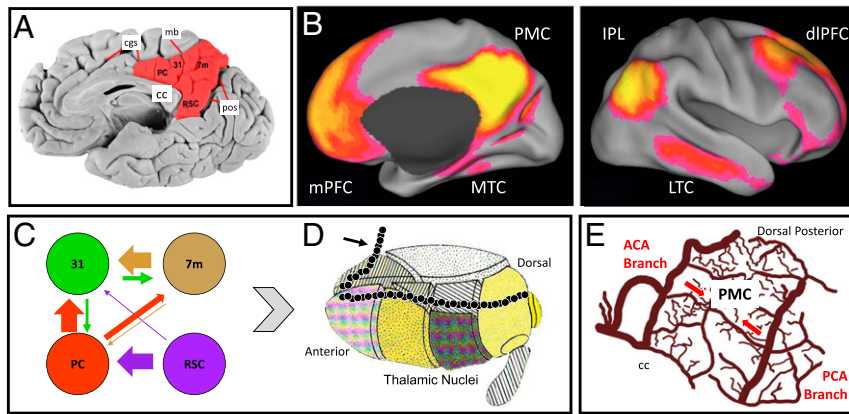 A
mb
cgs
PC
31
7m
CC
RSC
pos
B
PMC
mPFC
MTC
IPL
dlPFC
LTC
C
31
7m
PC
RSC
D
Dorsal
Anterior
Thalamic Nuclei
E
Dorsal Posterior
ACA
Branch
PMC
cc
PCA
Branch